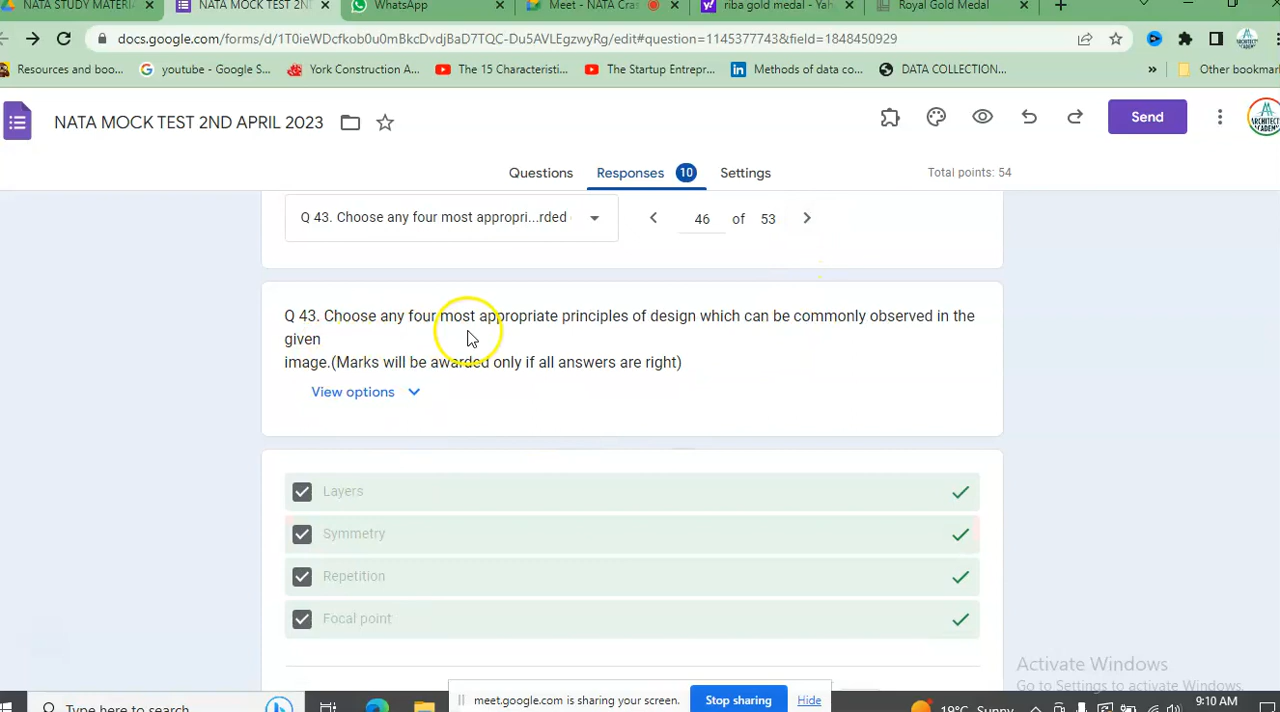 NATA STUDY MATERI
NATA MOCK TEST 2ND
WhatsApp
Meet - NATA Cras
riba gold medal - Yah
Royal Gold Medal
docs.google.com/forms/d/1T0ieWDcfkob0u0mBkcDvdjBaD7TQC-Du5AVLEgzwyRg/edit#question=1145377743&field=1848450929
Resources and boo...
youtube - Google S...
York Construction A...
The 15 Characteristi...
The Startup Entrepr...
Methods of data co...
DATA COLLECTION...
Other bookmar
NATA MOCK TEST 2ND APRIL 2023
Send
Questions
Responses 10
Settings
Total points: 54
Q 43. Choose any four most appropri...rded
46 of 53
Q 43. Choose any four most appropriate principles of design which can be commonly observed in the
given
image.(Marks will be awarded only if all answers are right)
View options
Layers
Symmetry
Repetition
Focal point
Activate Windows
Go to Settings to activate Windows.
meet.google.com is sharing your screen.
Stop sharing
Hide
Type here to search
19°C Sunny
9:10 AM